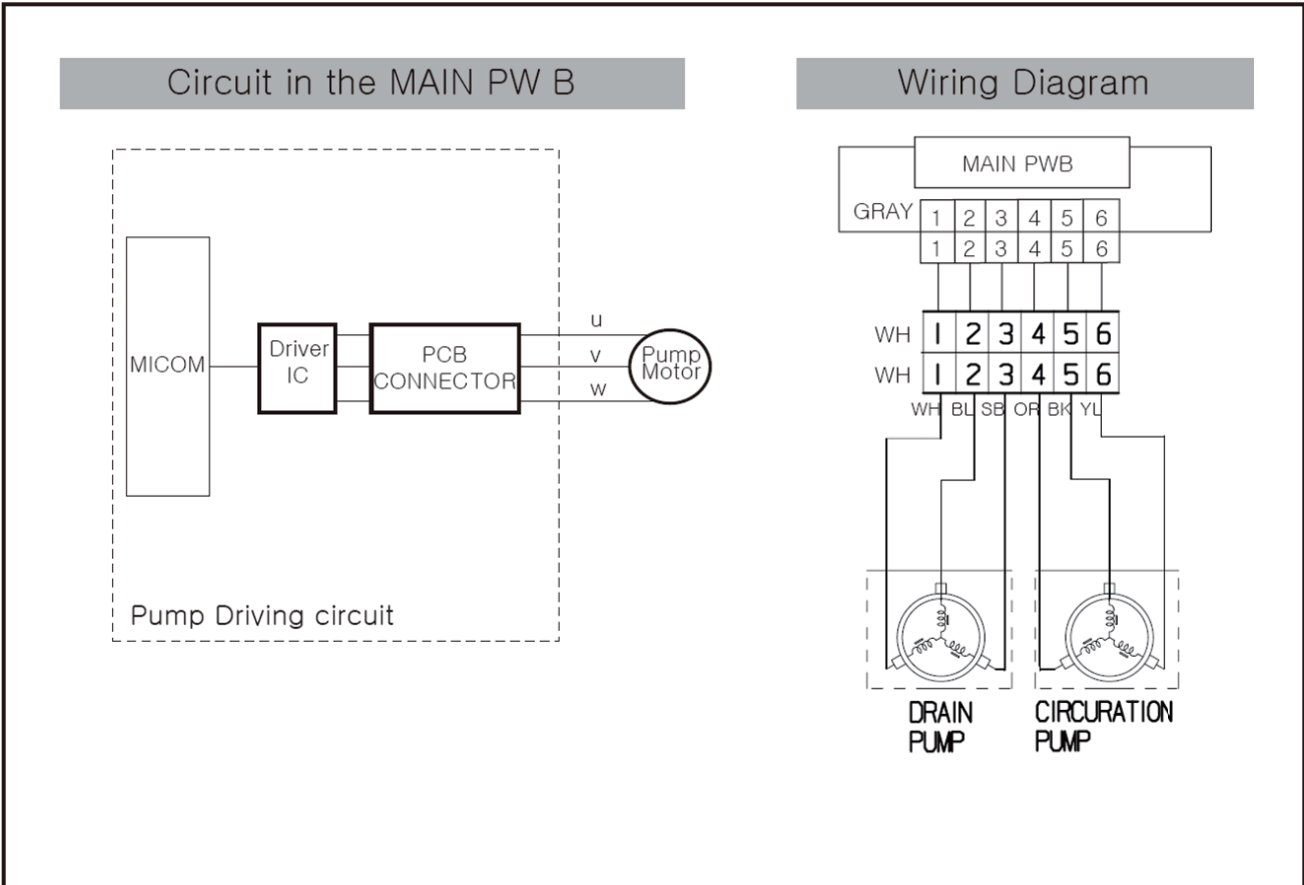 Circuit in the MAIN PW B
MICOM
Driver
IC
PCB
CONNECTOR
u
v
w
Pump
Motor
Pump Driving circuit
Wiring Diagram
MAIN PWB
GRAY 1 2 3 4 5 6
1 2 3 4 5 6
WH 1 2 3 4 5 6
WH 1 2 3 4 5 6
WH BL SB OR BK YL
DRAIN
PUMP
CIRCURATION
PUMP